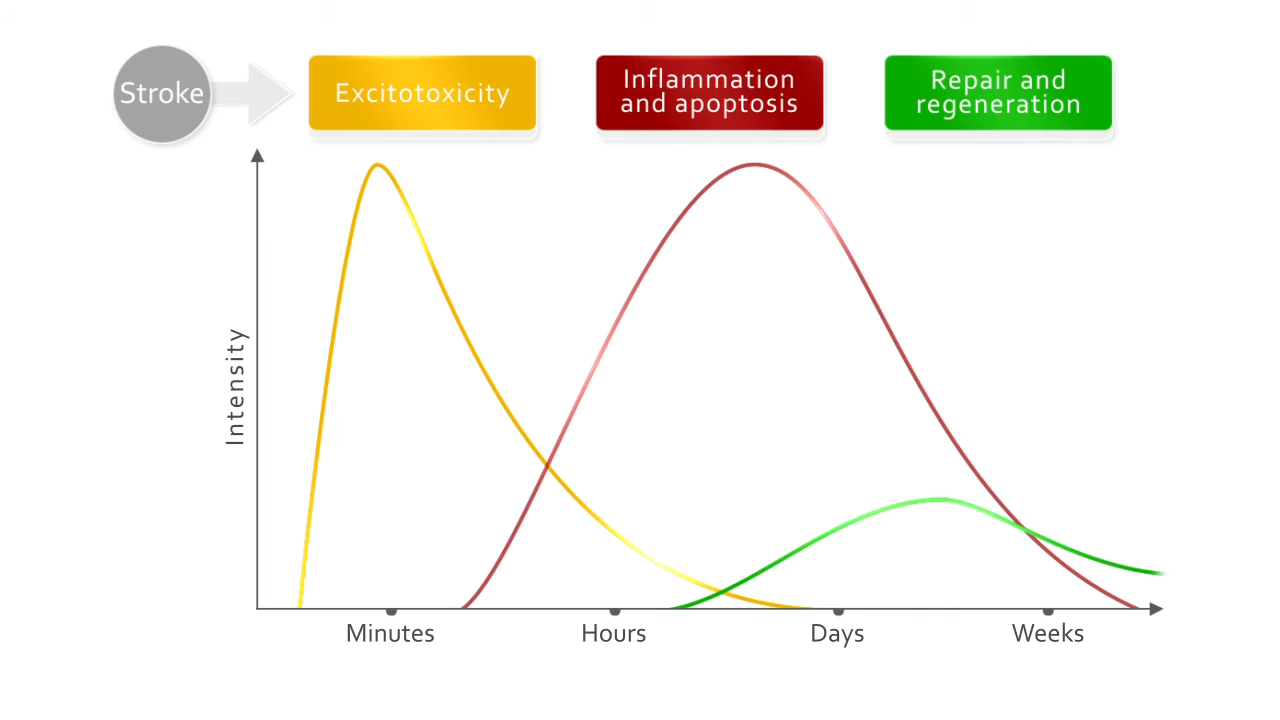 Stroke
Excitotoxicity
Inflammation
and apoptosis
Repair and
regeneration
Intensity
Minutes
Hours
Days
Weeks